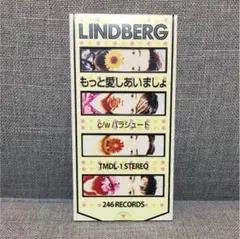 LINDBERG
もっと愛しあいましょ
c/w パラシュート
TMDL-1 STEREO
246 RECORDS